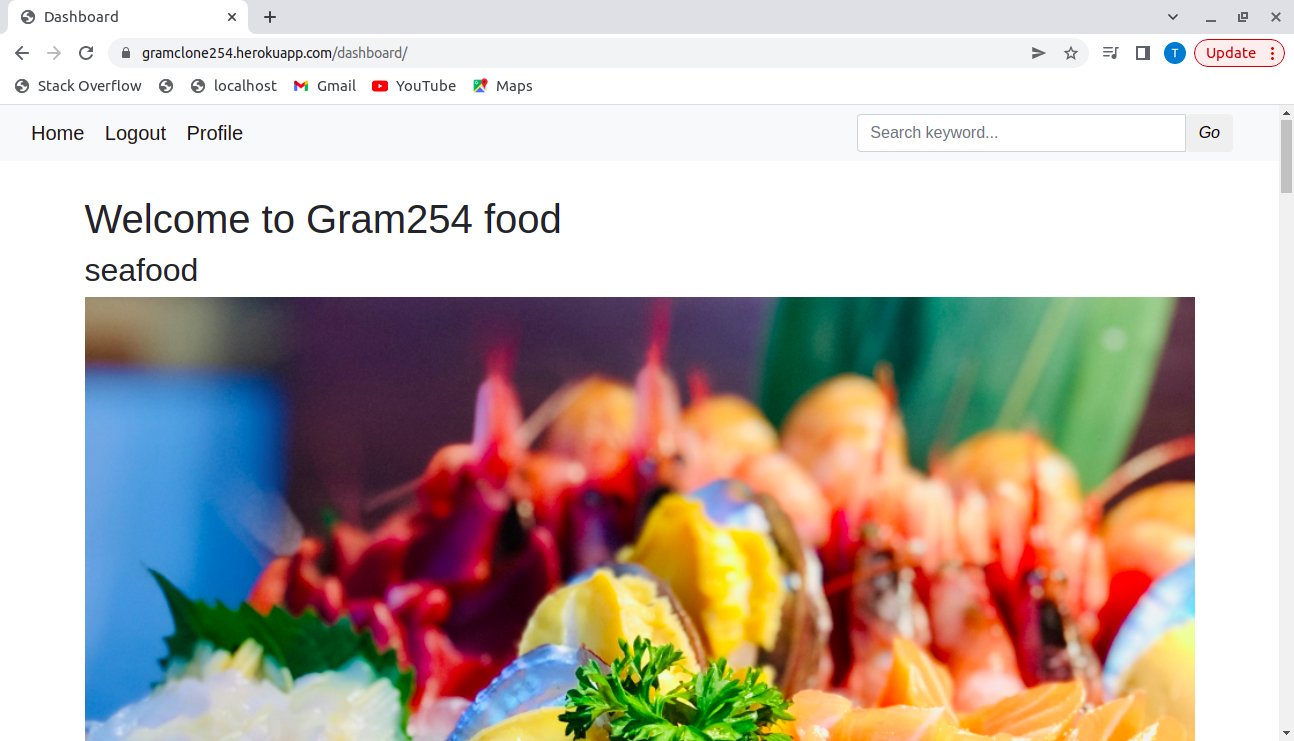 Dashboard
gramclone254.herokuapp.com/dashboard/
T
Update
Stack Overflow
localhost
Gmail
YouTube
Maps
Home Logout Profile
Search keyword... Go
Welcome to Gram254 food
seafood